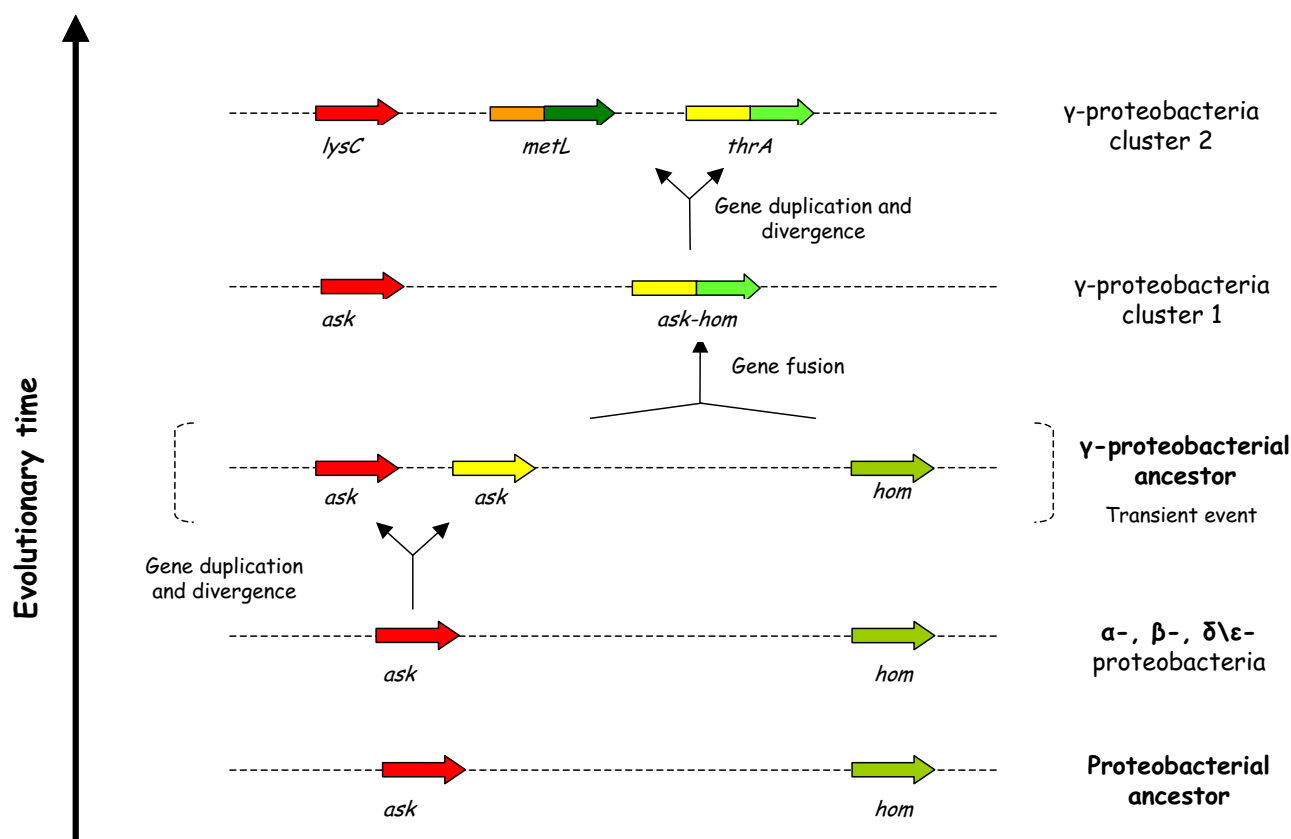 lysC
metL
thrA
γ-proteobacteria
cluster 2
Gene duplication and
divergence
ask
ask-hom
γ-proteobacteria
cluster 1
Gene fusion
Evolutionary time
ask
ask
hom
γ-proteobacterial
ancestor
Transient event
Gene duplication
and divergence
ask
hom
α-, β-, δ\ε-
proteobacteria
ask
hom
Proteobacterial
ancestor